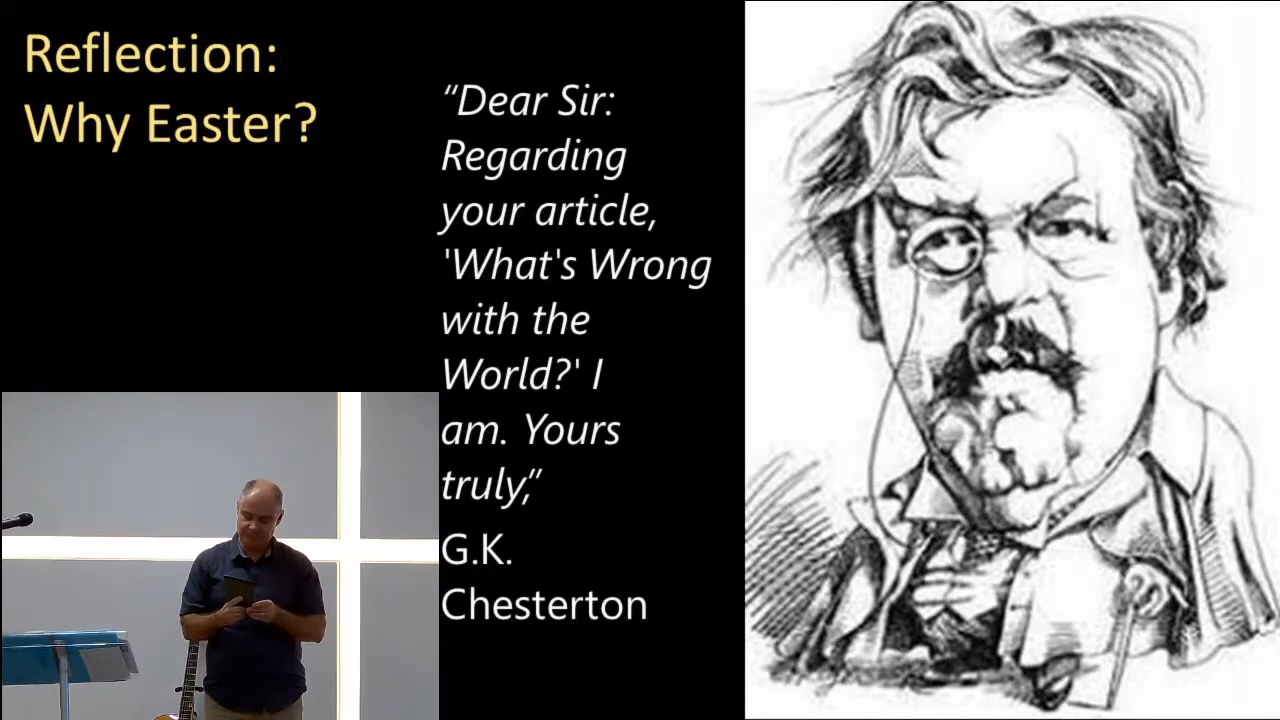 Reflection:
Why Easter?
“Dear Sir:
Regarding
your article,
'What's Wrong
with the
World?' I
am. Yours
truly,”
G.K.
Chesterton